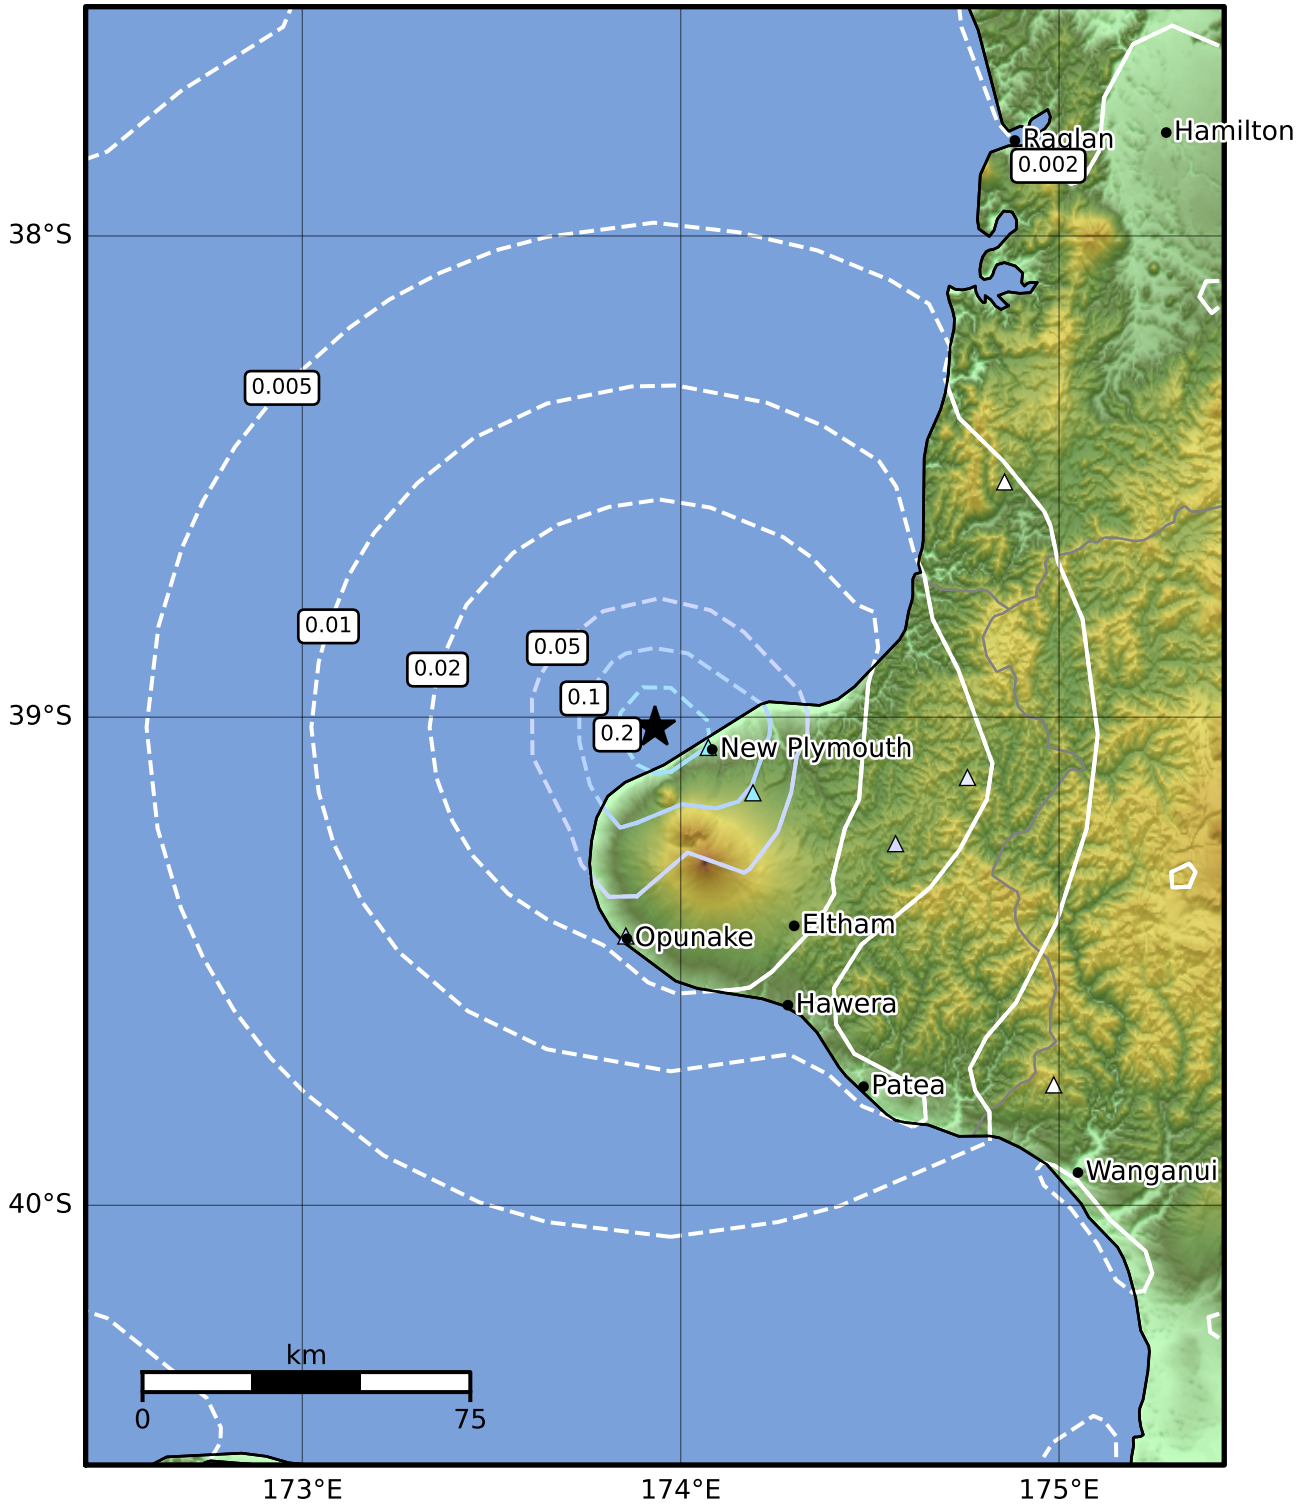 Hamilton
Raglan
0.002
38°S
0.005
0.01
0.02
0.05
0.1
0.2
39°S
New Plymouth
Eltham
Opunake
Hawera
Patea
Wanganui
40°S
km
0
75
173°E
174°E
175°E